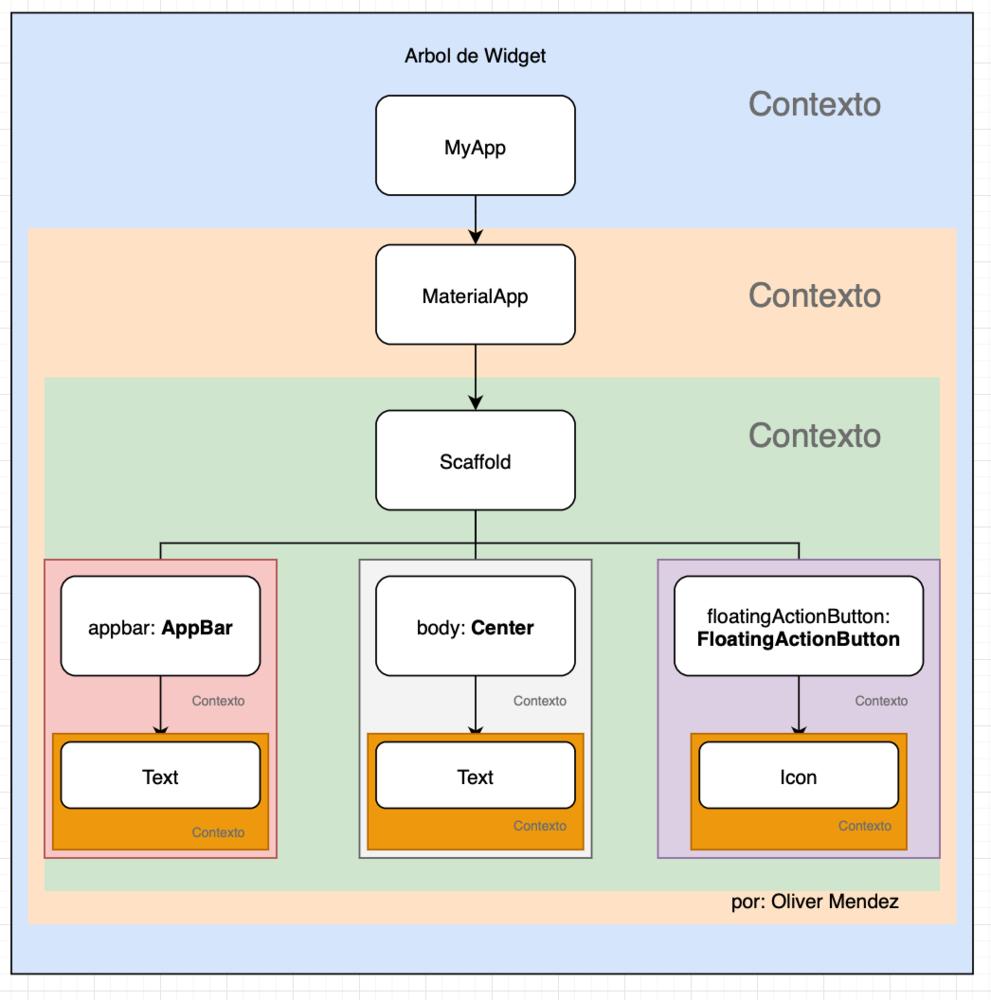 Arbol de Widget
Contexto
MyApp
Contexto
MaterialApp
Contexto
Scaffold
appbar: AppBar
body: Center
floatingActionButton:
FloatingActionButton
Contexto
Contexto
Contexto
Text
Text
Icon
Contexto
Contexto
Contexto
por: Oliver Mendez